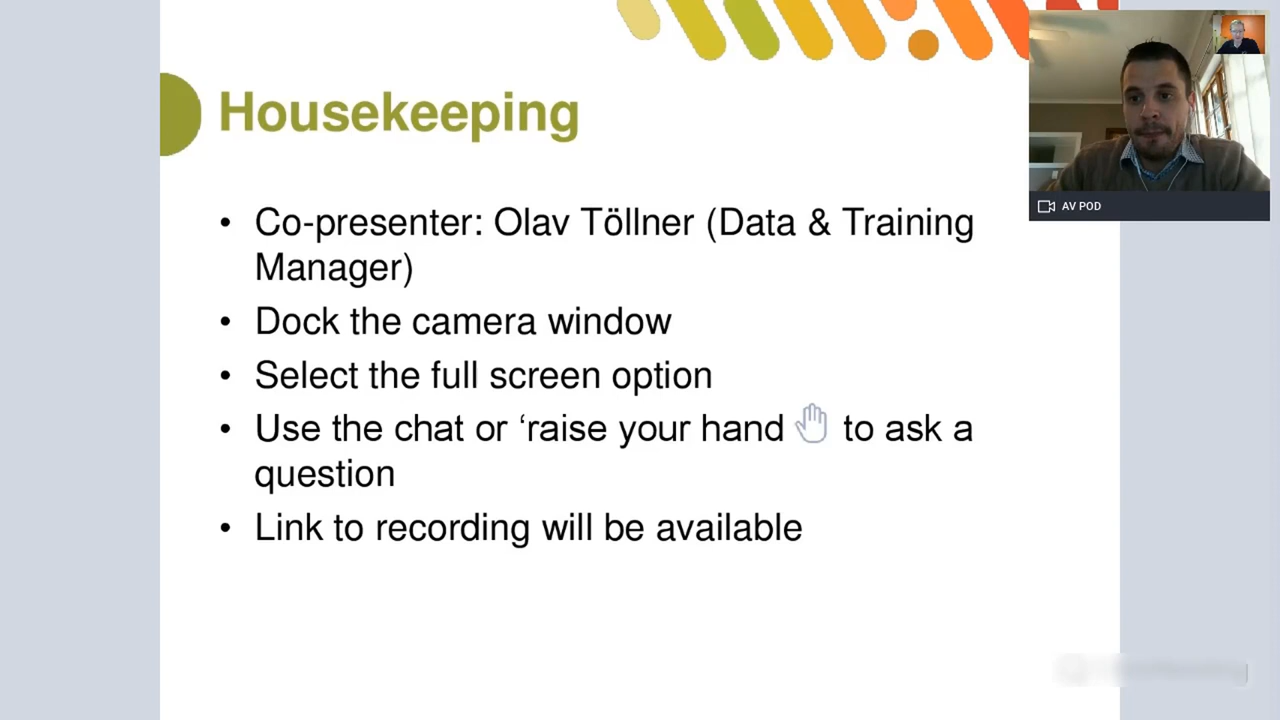 Housekeeping
• Co-presenter: Olav Töllner (Data & Training
Manager)
• Dock the camera window
• Select the full screen option
• Use the chat or ‘raise your hand to ask a
question
• Link to recording will be available
AV POD